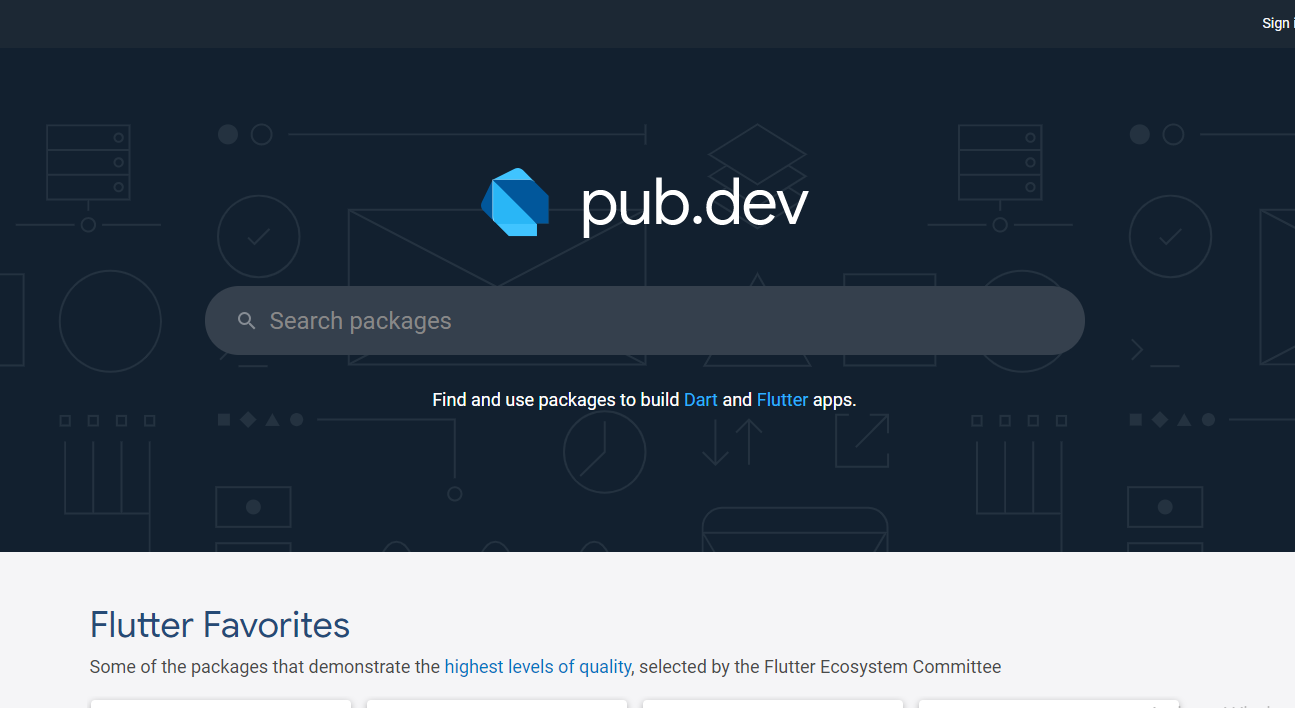 Sign
pub.dev
Search packages
Find and use packages to build Dart and Flutter apps.
Flutter Favorites
Some of the packages that demonstrate the highest levels of quality, selected by the Flutter Ecosystem Committee